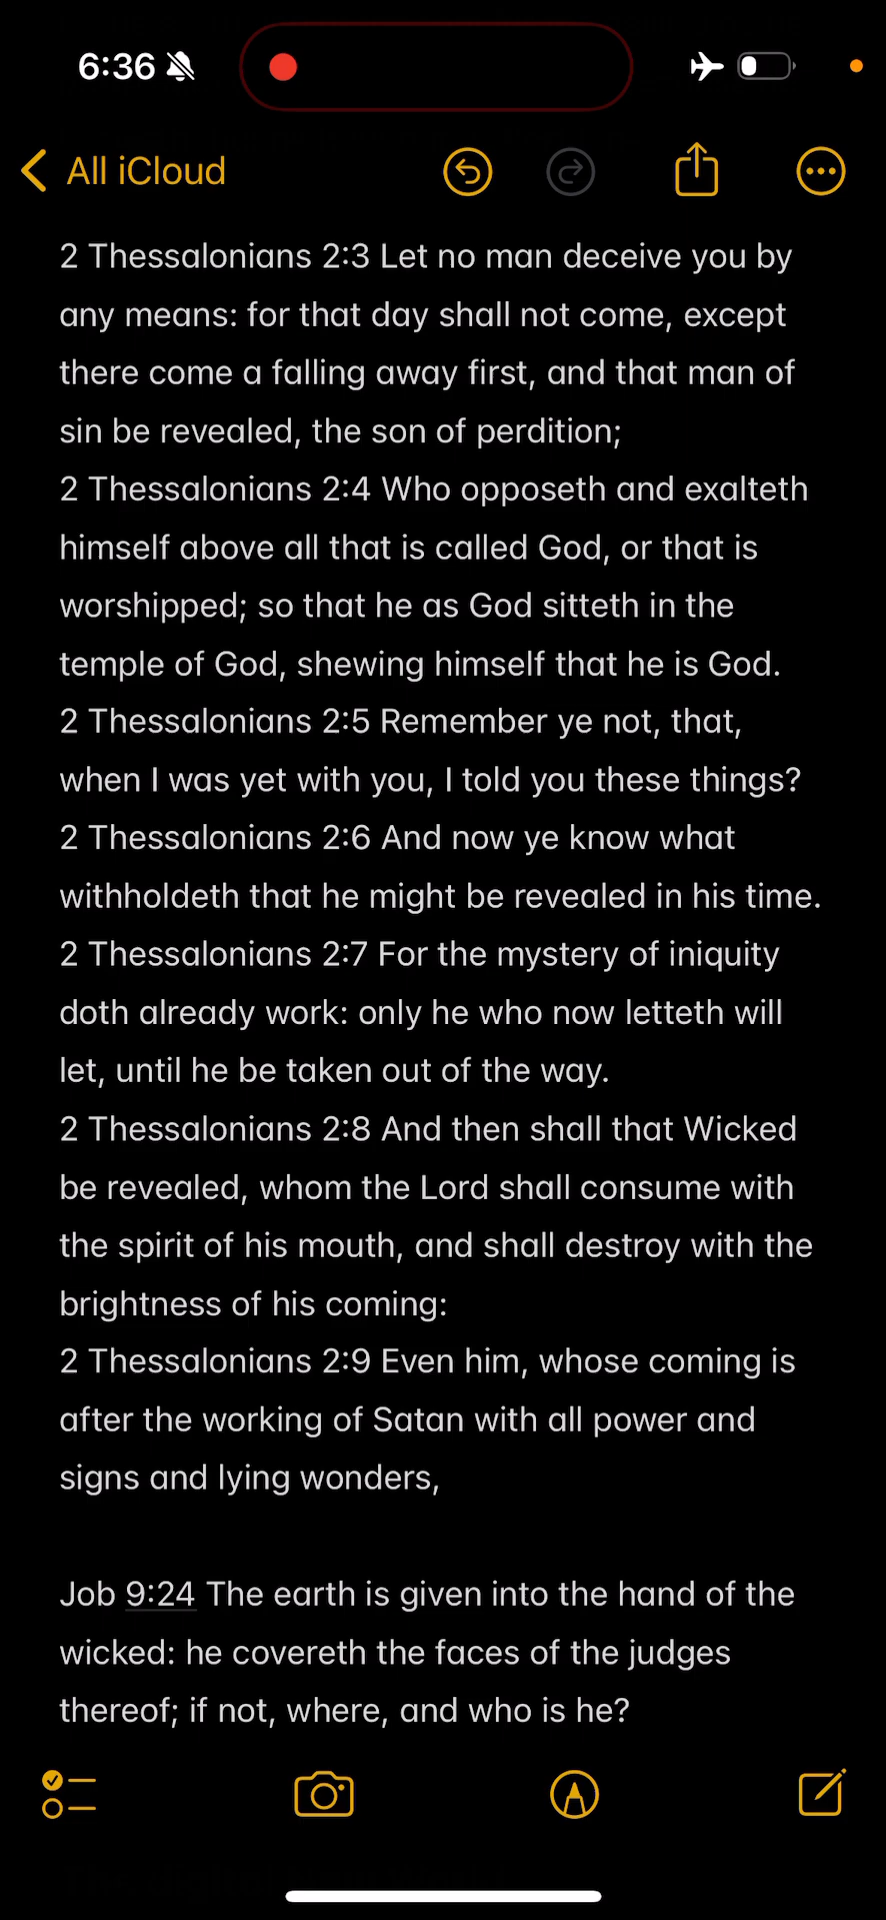 6:36
All iCloud
2 Thessalonians 2:3 Let no man deceive you by
any means: for that day shall not come, except
there come a falling away first, and that man of
sin be revealed, the son of perdition;
2 Thessalonians 2:4 Who opposeth and exalteth
himself above all that is called God, or that is
worshipped; so that he as God sitteth in the
temple of God, shewing himself that he is God.
2 Thessalonians 2:5 Remember ye not, that,
when I was yet with you, I told you these things?
2 Thessalonians 2:6 And now ye know what
withholdeth that he might be revealed in his time.
2 Thessalonians 2:7 For the mystery of iniquity
doth already work: only he who now letteth will
let, until he be taken out of the way.
2 Thessalonians 2:8 And then shall that Wicked
be revealed, whom the Lord shall consume with
the spirit of his mouth, and shall destroy with the
brightness of his coming:
2 Thessalonians 2:9 Even him, whose coming is
after the working of Satan with all power and
signs and lying wonders,
Job 9:24 The earth is given into the hand of the
wicked: he covereth the faces of the judges
thereof; if not, where, and who is he?